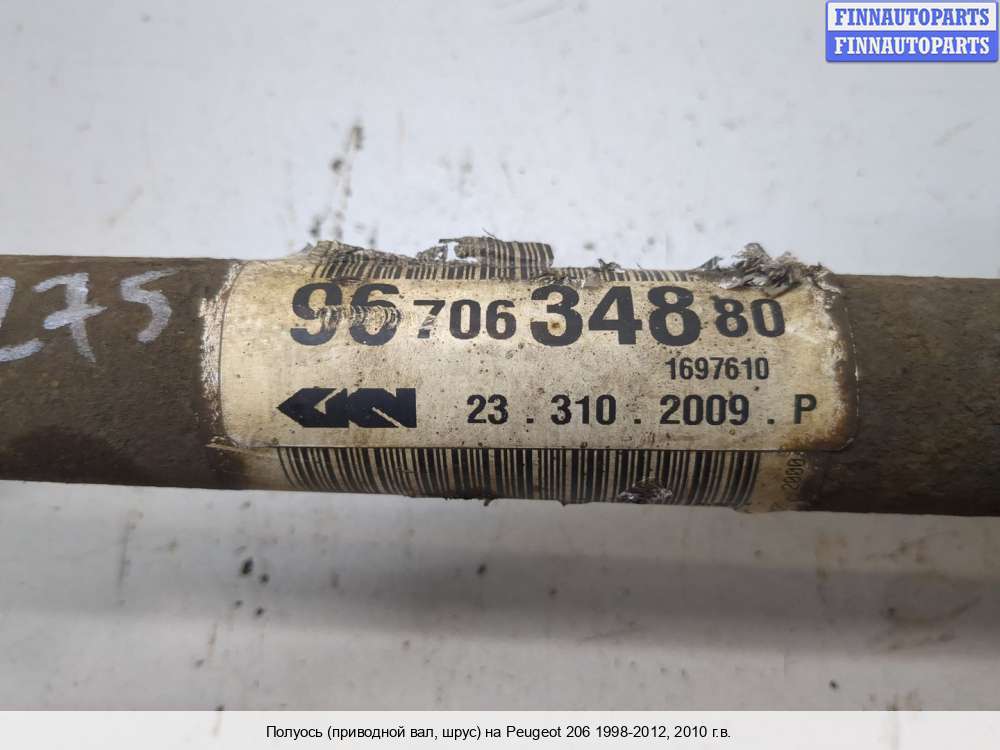 FINNAUTOPARTS
FINNAUTOPARTS
275
96 706 348 80
1697610
GKN 23 . 310 . 2009 . P
Полуось (приводной вал, шрус) на Peugeot 206 1998-2012, 2010 г.в.